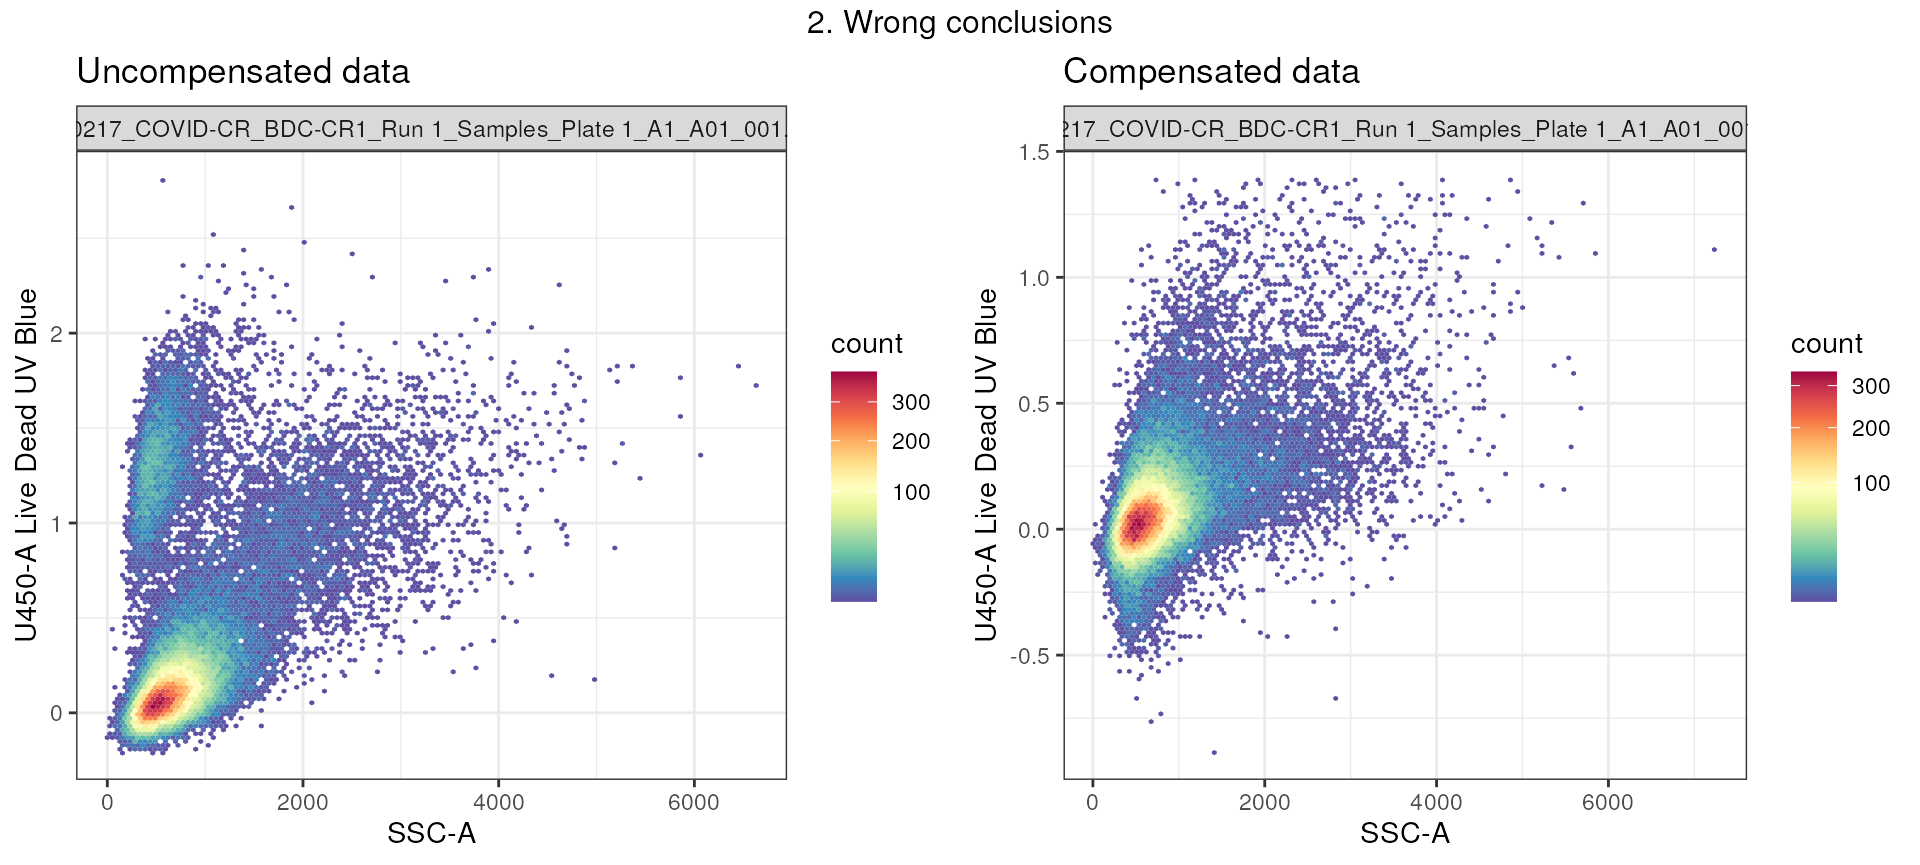 2. Wrong conclusions
Uncompensated data
0217_COVID-CR_BDC-CR1_Run 1_Samples_Plate 1_A1_A01_001.
U450-A Live Dead UV Blue
2
1
0
0
2000
4000
6000
SSC-A
count
300
200
100
Compensated data
217_COVID-CR_BDC-CR1_Run 1_Samples_Plate 1_A1_A01_00
U450-A Live Dead UV Blue
1.5
1.0
0.5
0.0
-0.5
0
2000
4000
6000
SSC-A
count
300
200
100